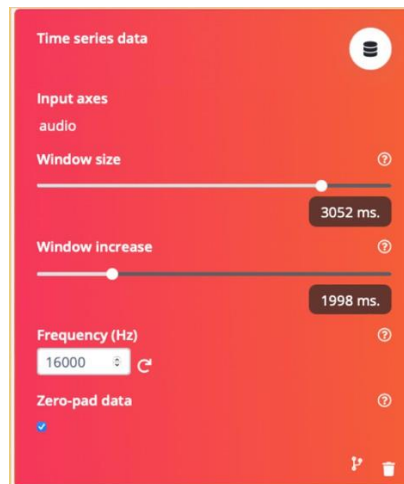 Time series data
Input axes
audio
Window size
3052 ms.
Window increase
1998 ms.
Frequency (Hz)
16000
Zero-pad data